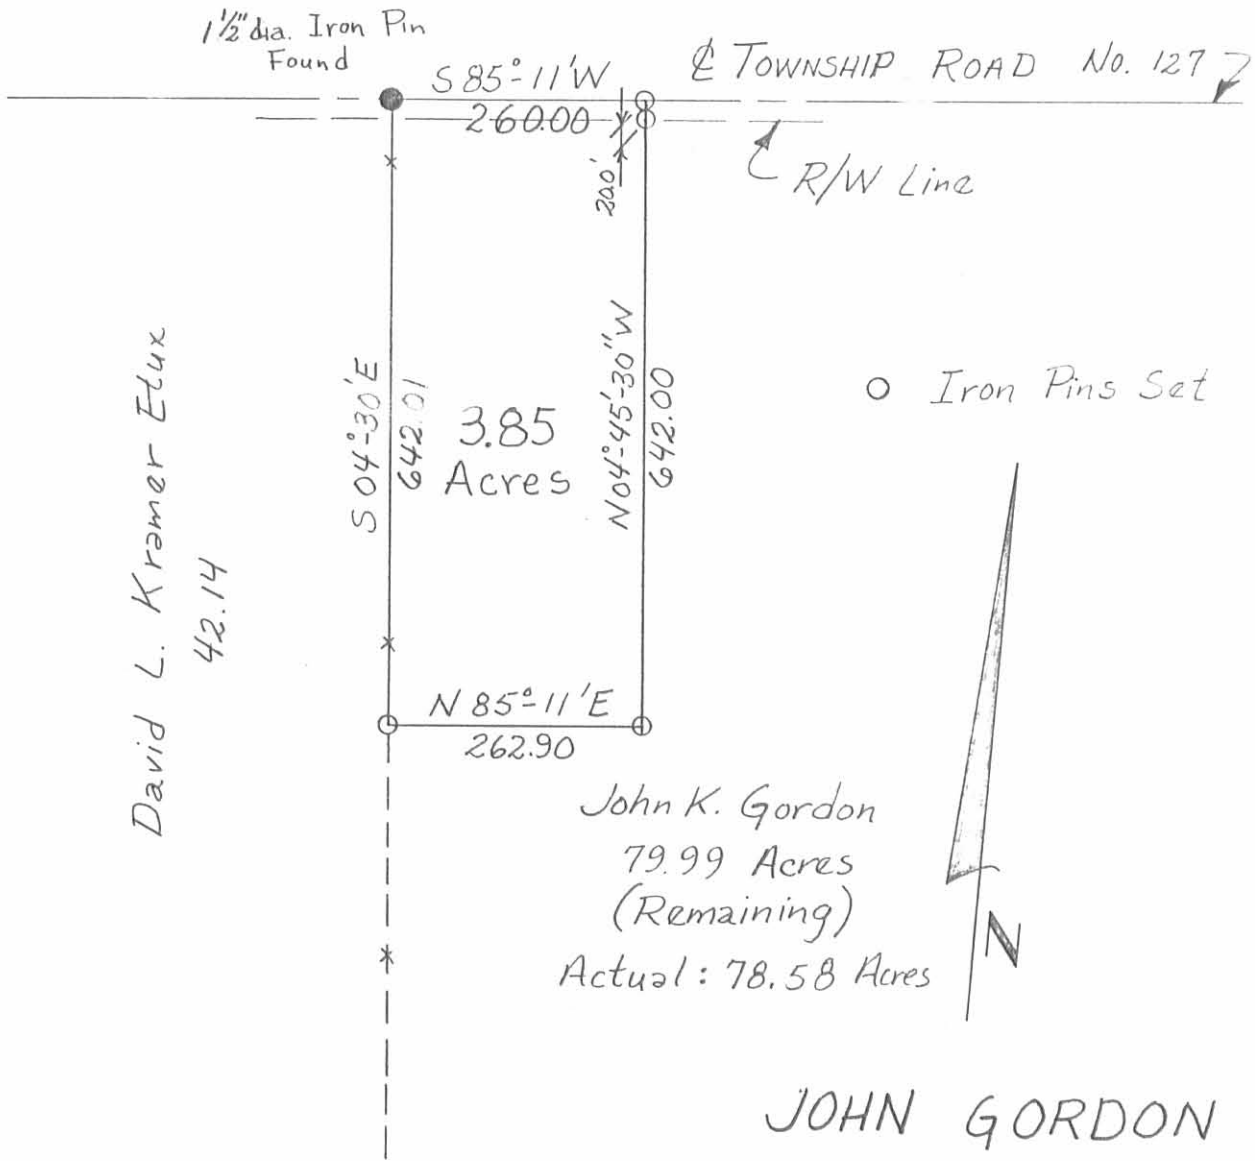 1½" dia. Iron Pin
Found
S 85°-11'W
260.00
℄ TOWNSHIP ROAD No. 127
R/W Line
20.0'
S 04°-30'E
642.01
3.85
Acres
N04°-45'-30"W
642.00
O Iron Pins Set
David L. Kramer Etux
42.14
N 85°-11'E
262.90
John K. Gordon
79.99 Acres
(Remaining)
Actual: 78.58 Acres
N
JOHN GORDON